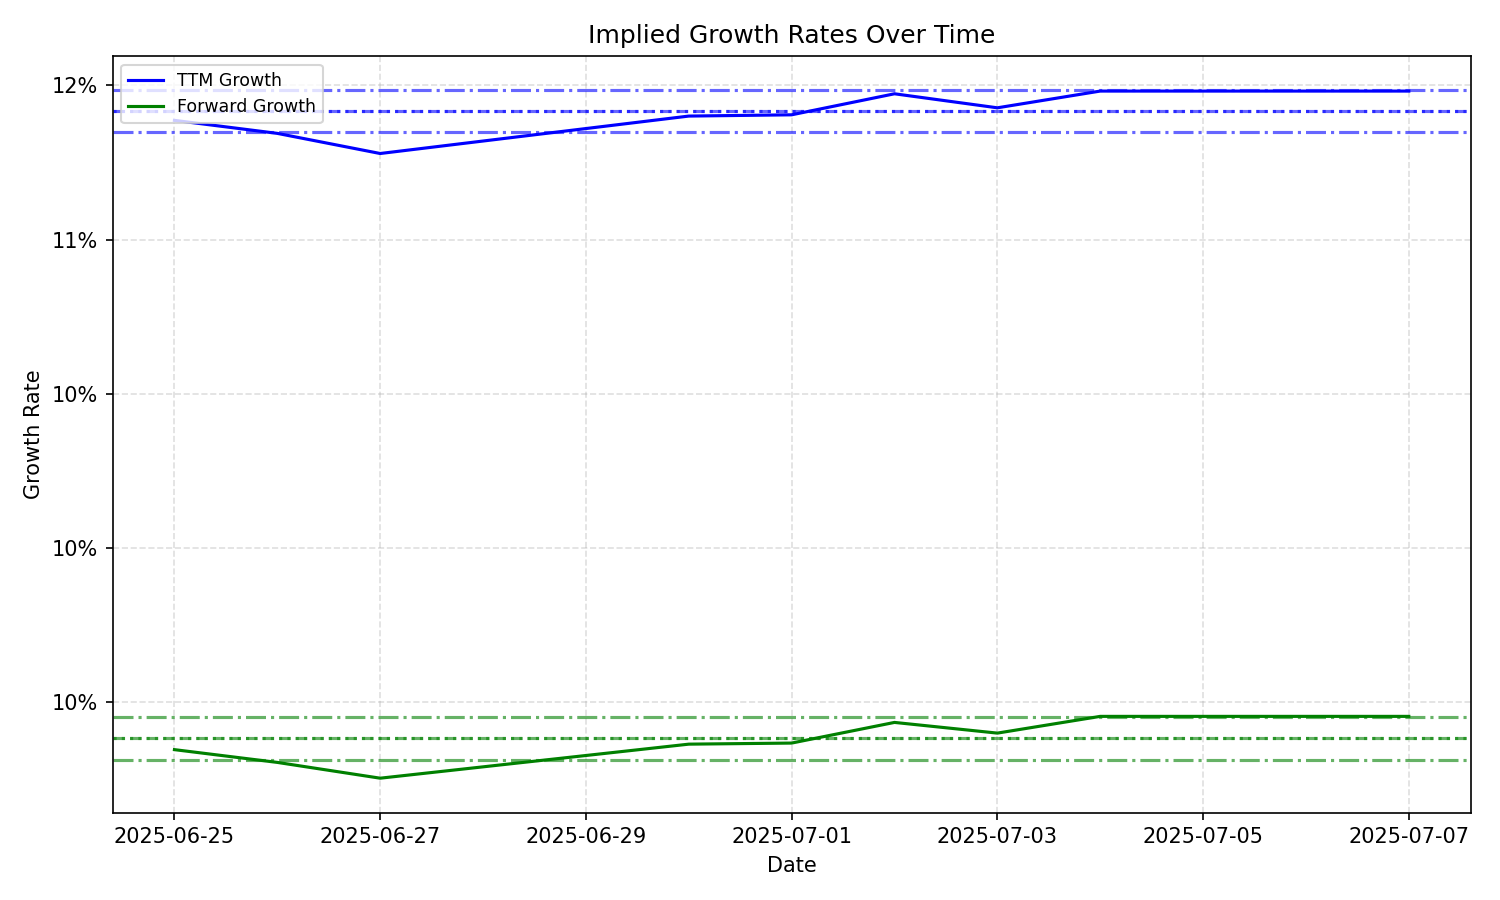 Implied Growth Rates Over Time
TTM Growth
Forward Growth
12%
11%
10%
10%
10%
Growth Rate
2025-06-25
2025-06-27
2025-06-29
2025-07-01
2025-07-03
2025-07-05
2025-07-07
Date